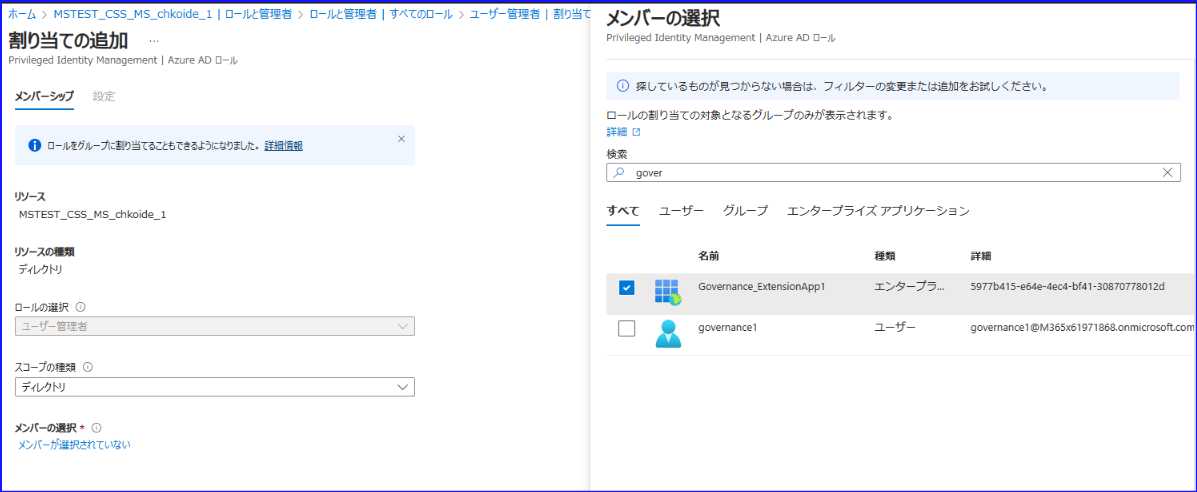 ホーム > MSTEST_CSS_MS_chkoide_1 | ロールと管理者 > ロールと管理者 | すべてのロール > ユーザー管理者 | 割り当て
割り当ての追加 …
Privileged Identity Management | Azure AD ロール
メンバーシップ 設定
ロールをグループに割り当てることもできるようになりました。 詳細情報
リソース
MSTEST_CSS_MS_chkoide_1
リソースの種類
ディレクトリ
ロールの選択
ユーザー管理者
スコープの種類
ディレクトリ
メンバーの選択 *
メンバーが選択されていない
メンバーの選択
Privileged Identity Management | Azure AD ロール
探しているものが見つからない場合は、フィルターの変更または追加をお試しください。
ロールの割り当ての対象となるグループのみが表示されます。
詳細
検索
gover
すべて ユーザー グループ エンタープライズ アプリケーション
名前 種類 詳細
Governance_ExtensionApp1 エンタープラ... 5977b415-e64e-4ec4-bf41-30870778012d
governance1 ユーザー governance1@M365x61971868.onmicrosoft.com